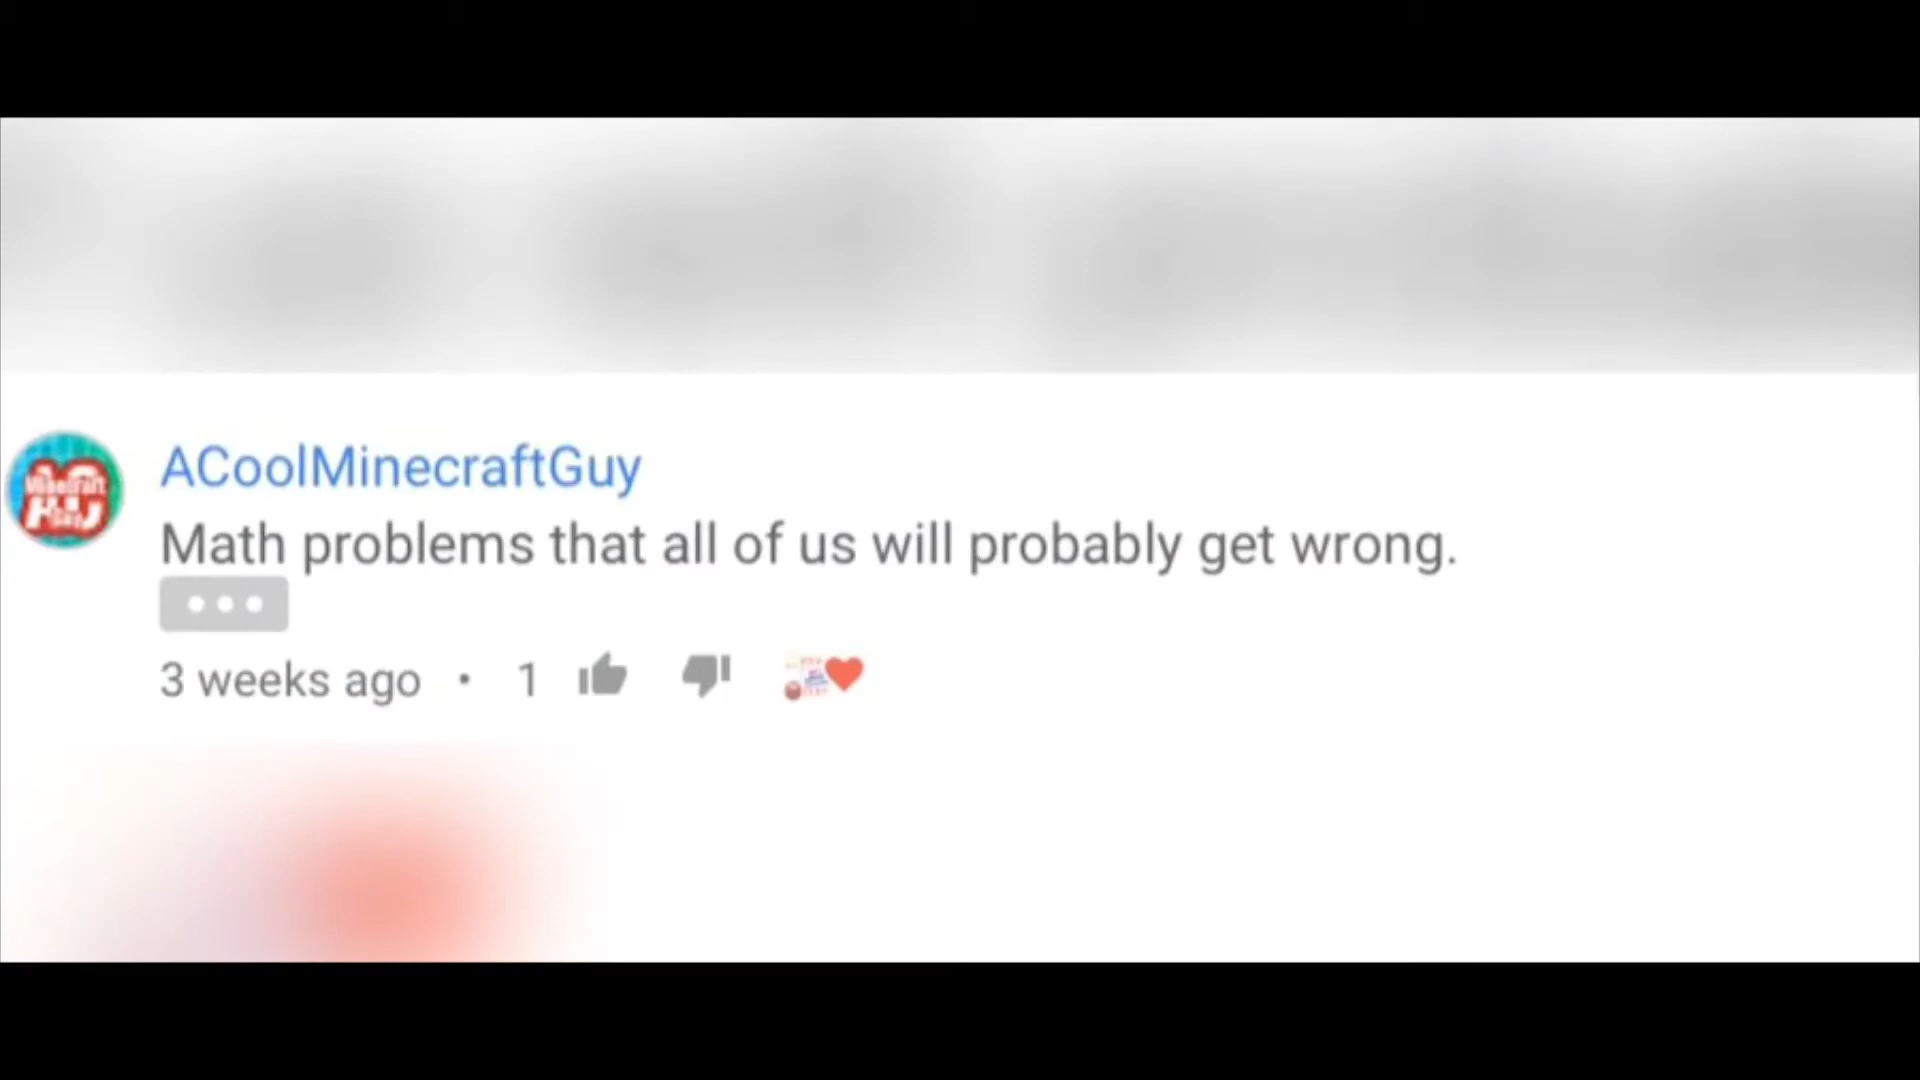 ACoolMinecraftGuy
Math problems that all of us will probably get wrong.
3 weeks ago • 1